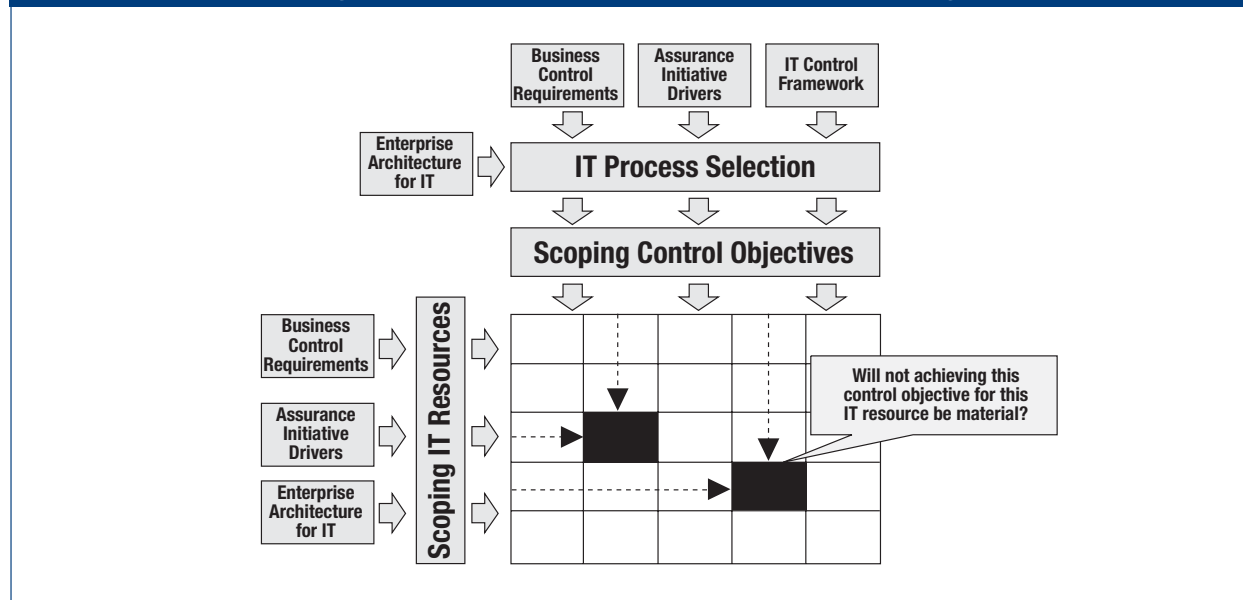 Business
Control
Requirements
Assurance
Initiative
Drivers
IT Control
Framework
Enterprise
Architecture
for IT
IT Process Selection
Scoping Control Objectives
Business
Control
Requirements
Assurance
Initiative
Drivers
Enterprise
Architecture
for IT
Scoping IT Resources
Will not achieving this
control objective for this
IT resource be material?